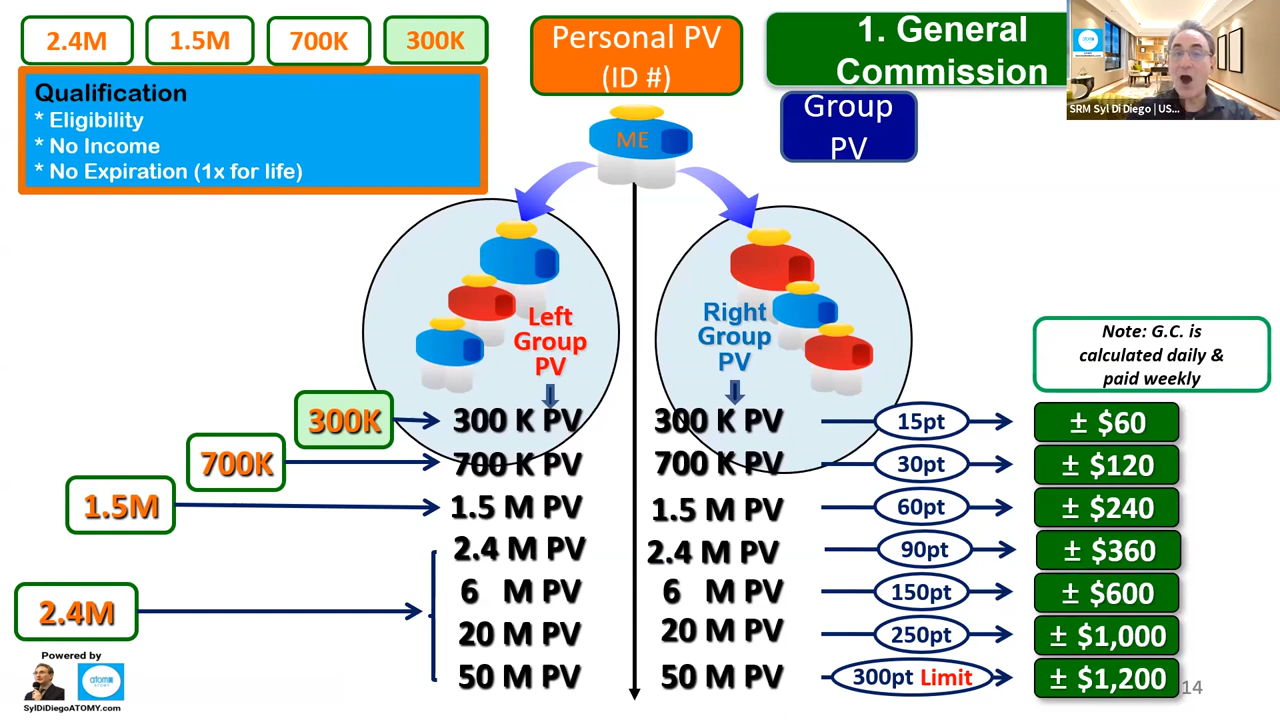 2.4M
1.5M
700K
300K
Personal PV
(ID #)
1. General
Commission
atomy
SRM Syl Di Diego | US...
Qualification
* Eligibility
* No Income
* No Expiration (1x for life)
Group
PV
ME
Left
Group
PV
Right
Group
PV
Note: G.C. is
calculated daily &
paid weekly
300K 300 K PV 300 K PV 15pt ± $60
700K 700 K PV 700 K PV 30pt ± $120
1.5M 1.5 M PV 1.5 M PV 60pt ± $240
2.4 M PV 2.4 M PV 90pt ± $360
2.4M 6 M PV 6 M PV 150pt ± $600
20 M PV 20 M PV 250pt ± $1,000
50 M PV 50 M PV 300pt Limit ± $1,200
14
Powered by
atomy
SylDiDiegoATOMY.com